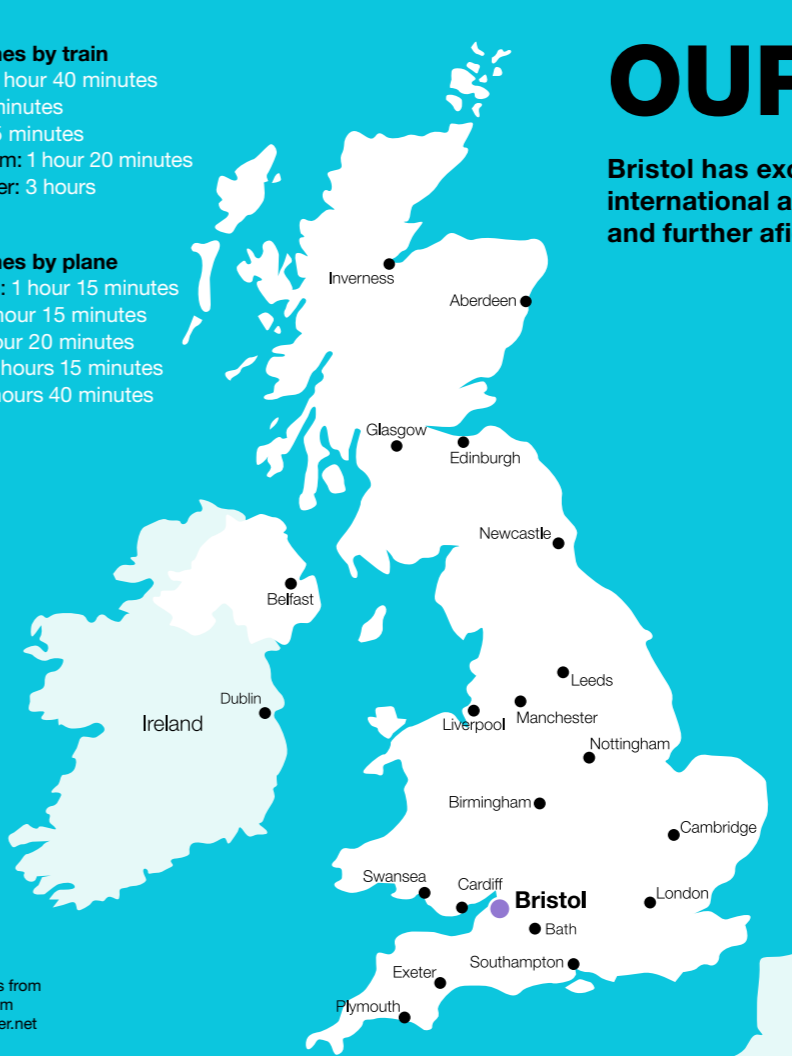 nes by train
hour 40 minutes
minutes
minutes
m: 1 hour 20 minutes
er: 3 hours
nes by plane
: 1 hour 15 minutes
hour 15 minutes
our 20 minutes
hours 15 minutes
ours 40 minutes
OUR
Bristol has exc
international a
and further afi
Inverness
Aberdeen
Glasgow
Edinburgh
Newcastle
Belfast
Leeds
Dublin
Ireland
Liverpool
Manchester
Nottingham
Birmingham
Cambridge
Swansea
Cardiff
Bristol
London
Bath
Southampton
Exeter
Plymouth
s from
m
er.net